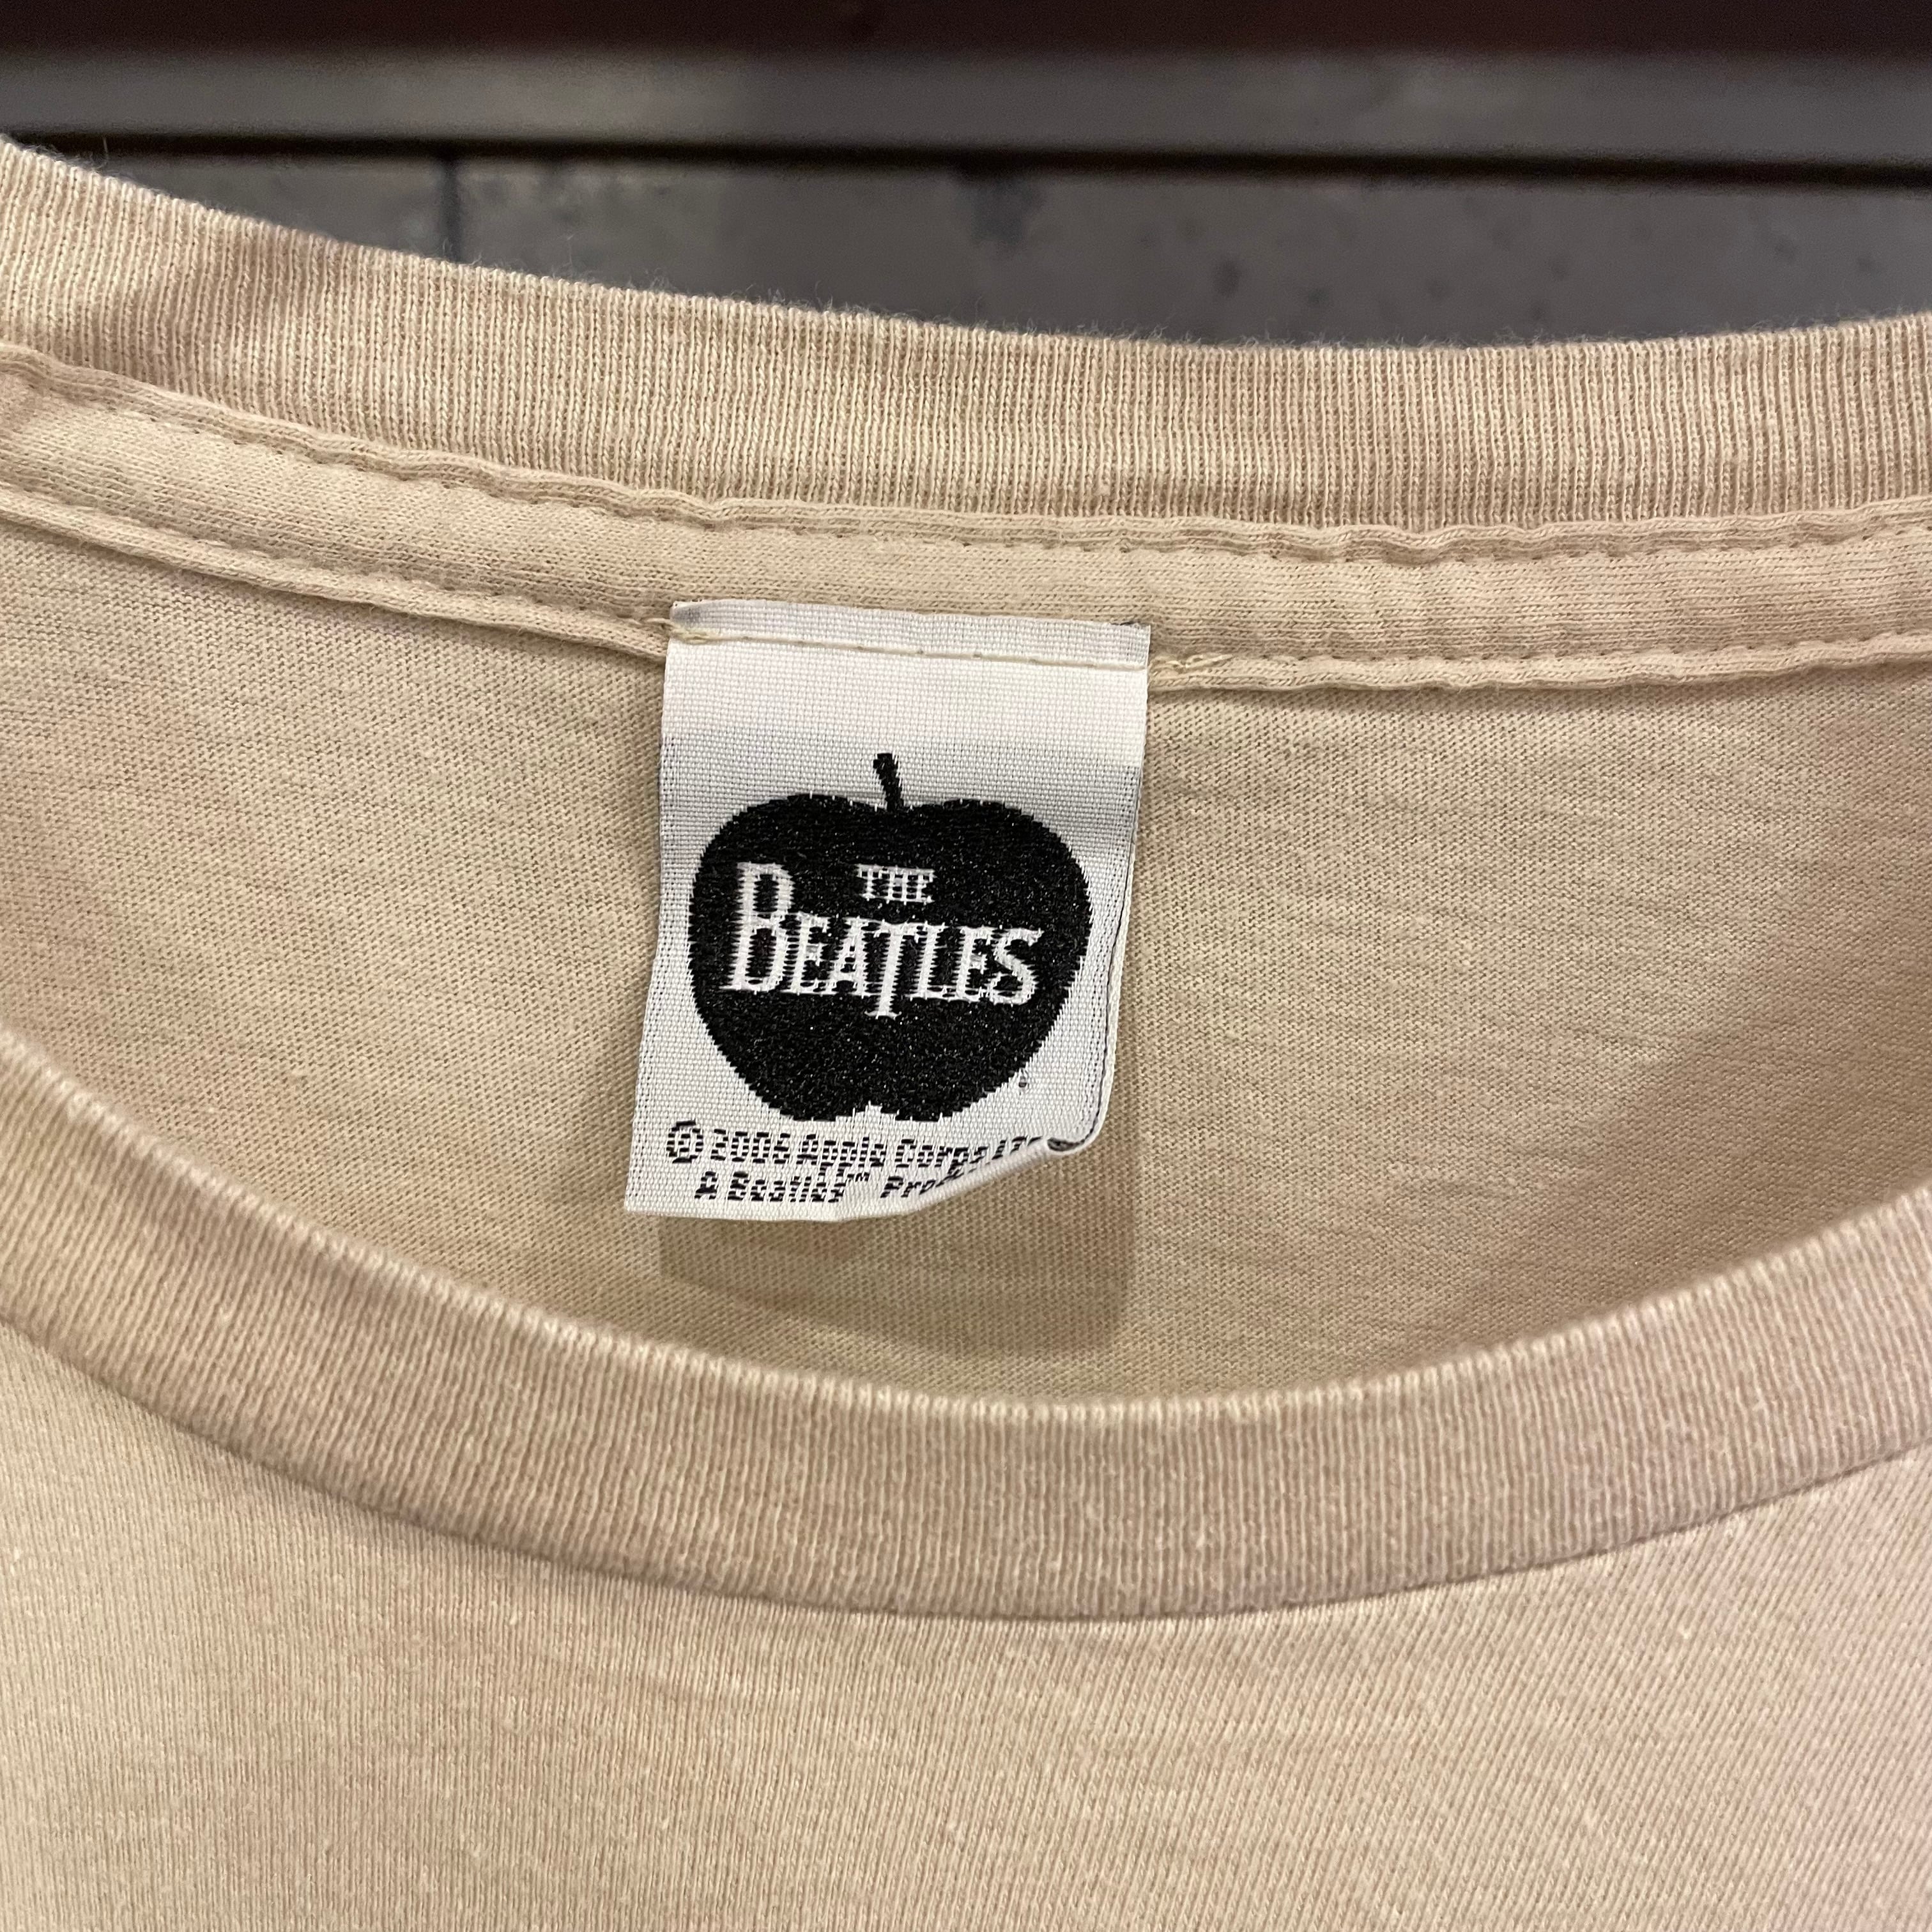 THE
BEATLES
© 2006 Apple Corps LTD
A Beatles™